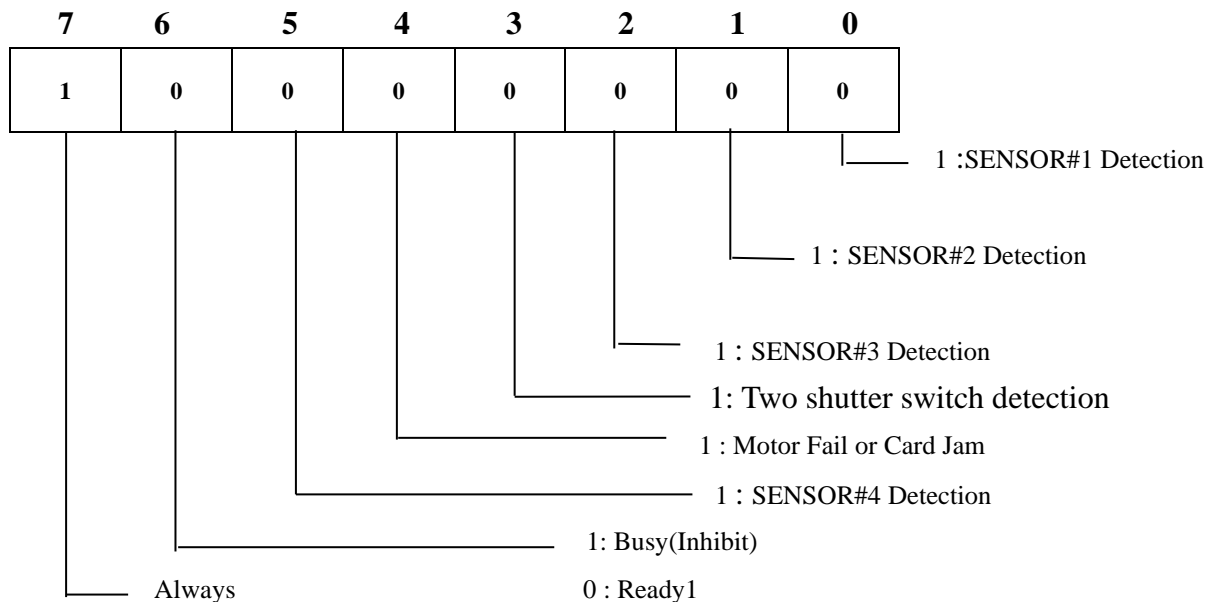 7 6 5 4 3 2 1 0
1 0 0 0 0 0 0 0
1 :SENSOR#1 Detection
1 : SENSOR#2 Detection
1 : SENSOR#3 Detection
1: Two shutter switch detection
1 : Motor Fail or Card Jam
1 : SENSOR#4 Detection
1: Busy(Inhibit)
Always 0 : Ready1